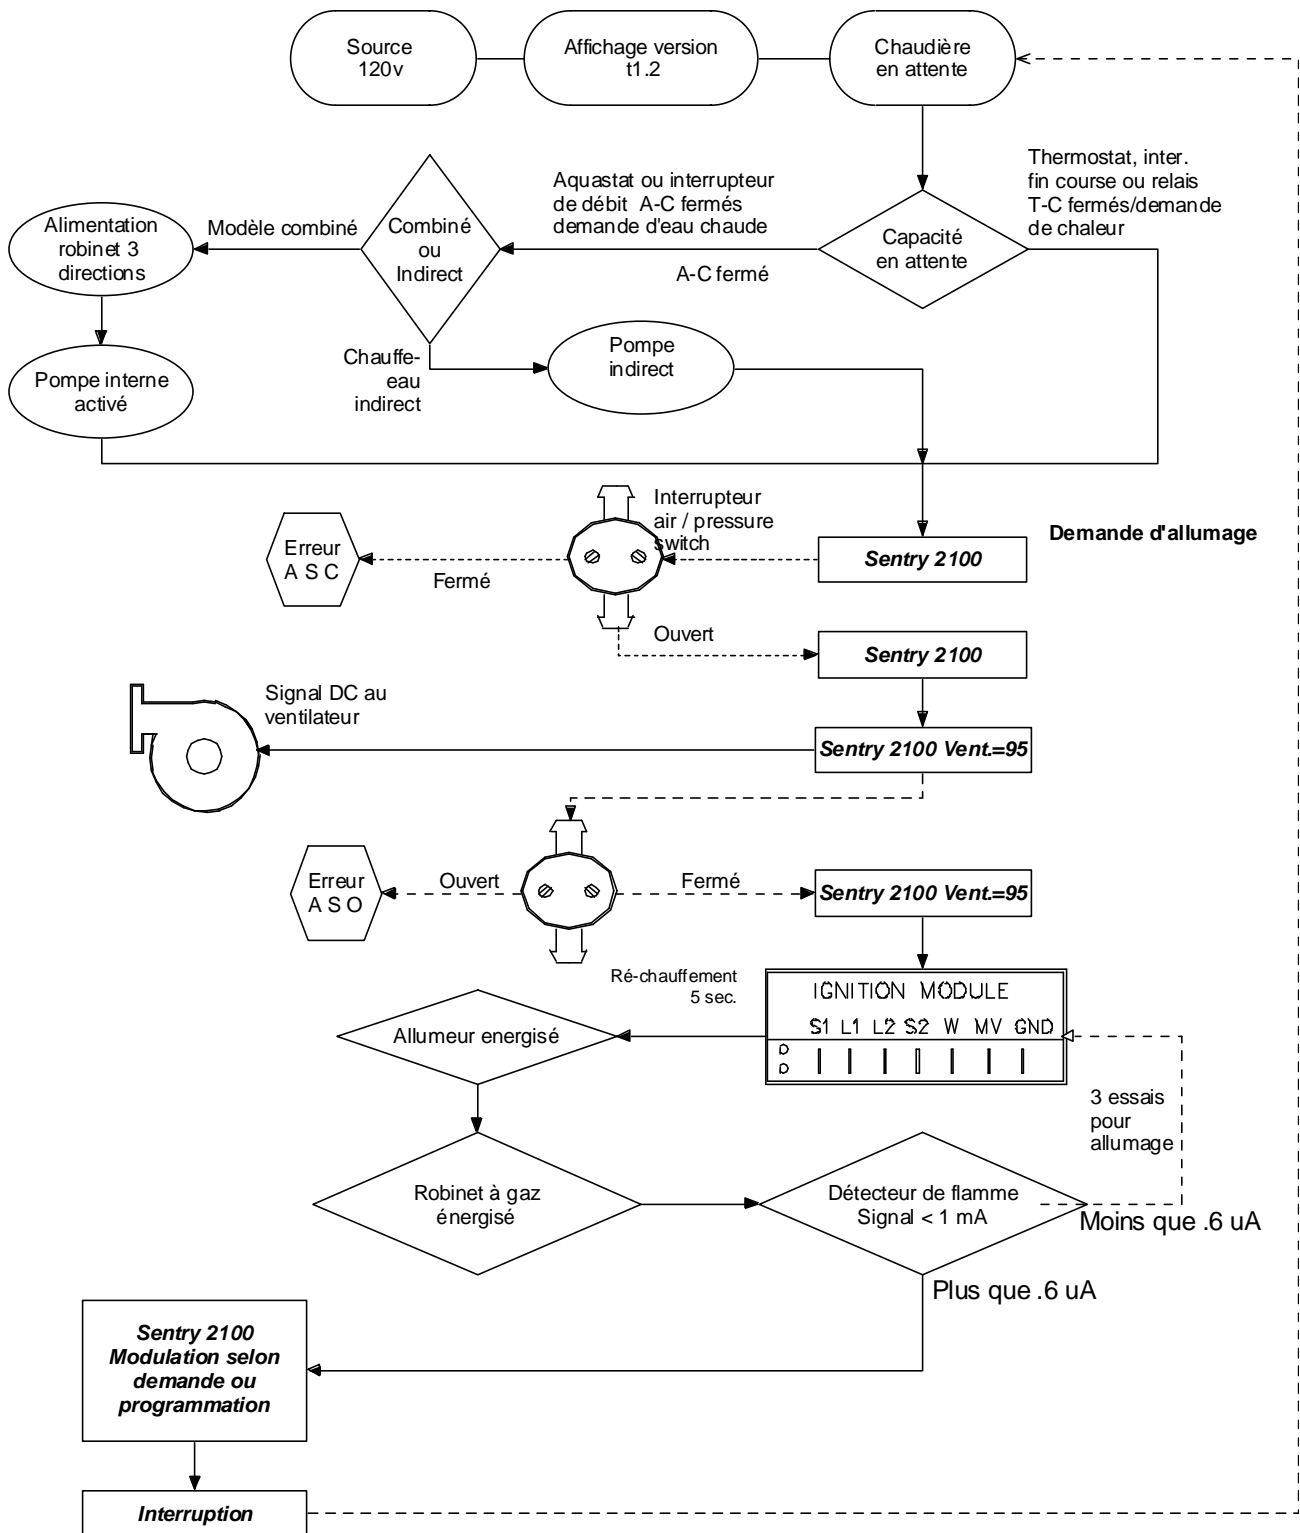 Source
120v
Affichage version
t1.2
Chaudière
en attente
Thermostat, inter.
fin course ou relais
T-C fermés/demande
de chaleur
Aquastat ou interrupteur
de débit A-C fermés
demande d'eau chaude
Capacité
en attente
A-C fermé
Combiné
ou
Indirect
Modèle combiné
Alimentation
robinet 3
directions
Pompe interne
activé
Chauffe-
eau
indirect
Pompe
indirect
Interrupteur
air / pressure
switch
Demande d'allumage
Sentry 2100
Erreur
A S C
Fermé
Ouvert
Sentry 2100
Signal DC au
ventilateur
Sentry 2100 Vent.=95
Erreur
A S O
Ouvert
Fermé
Sentry 2100 Vent.=95
Ré-chauffement
5 sec.
IGNITION MODULE
S1 L1 L2 S2 W MV GND
Allumeur energisé
3 essais
pour
allumage
Robinet à gaz
énergisé
Détecteur de flamme
Signal < 1 mA
Moins que .6 uA
Plus que .6 uA
Sentry 2100
Modulation selon
demande ou
programmation
Interruption